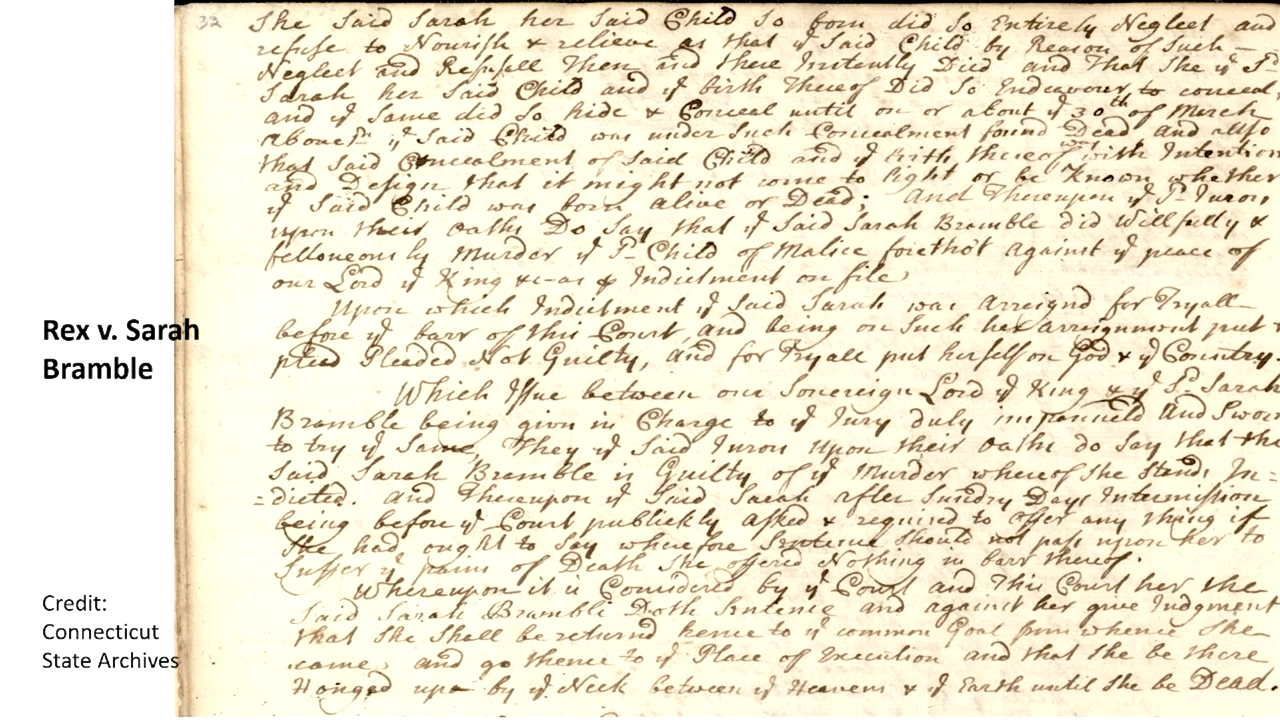 32
She Said Sarah her Said Child So born did So Entirely Neglect and
refuse to Nourish & relieve as that ye Said Child by Reason of Such
Neglect and Refusall Then and there Instently Died and That She ye Sd
Sarah her Said Child and ye birth Thereof Did So Endeavour to conceal
and ye Same did So hide & Conceal until on or about ye 30th of March
above sd ye Said Child was under Such Concealment found Dead and allso
that Said Concealment of Said Child and ye birth thereof was with Intention
and Design that it might not come to light or be Known whether
ye Said Child was born alive or Dead; And Thereupon ye Sd Jurors
upon their oaths Do Say that ye Said Sarah Bramble did Willfully &
felloneously Murder ye Sd Child of Malice forethot against ye peace of
our Lord ye King &c—as Indictment on file
Upon which Indictment ye Said Sarah was arreignd for Tryall
before ye barr of this Court, and being on Such her arreignment put
plead Pleaded Not Guilty, and for Tryall put herself on God & ye Country
Which Issue between our Sovereign Lord ye King & ye Sd Sarah
Bramble being given in Charge to ye Jury duly impanneld and Sworn
to try ye Same, They ye Said Jurors upon their oaths do Say that the
Said Sarah Bramble is Guilty of ye Murder whereof She Stands In=
=dicted. and Thereupon ye Said Sarah after Sundry Days Intermission
being before ye Court publickly asked & required to offer any thing if
She had ought to Say wherefore Sentence Should not pass upon her to
Suffer ye pains of Death She offered Nothing in barr thereof.
Whereupon it is Considered by ye Court and This Court her the
Said Sarah Bramble Doth Sentence and against her give Judgment
that She Shall be returnd hence to ye common Goal from whence She
came, and go thence to ye Place of Execution and that She be there
Hanged up by ye Neck between ye Heavens & ye Earth until She be Dead.
Rex v. Sarah
Bramble
Credit:
Connecticut
State Archives